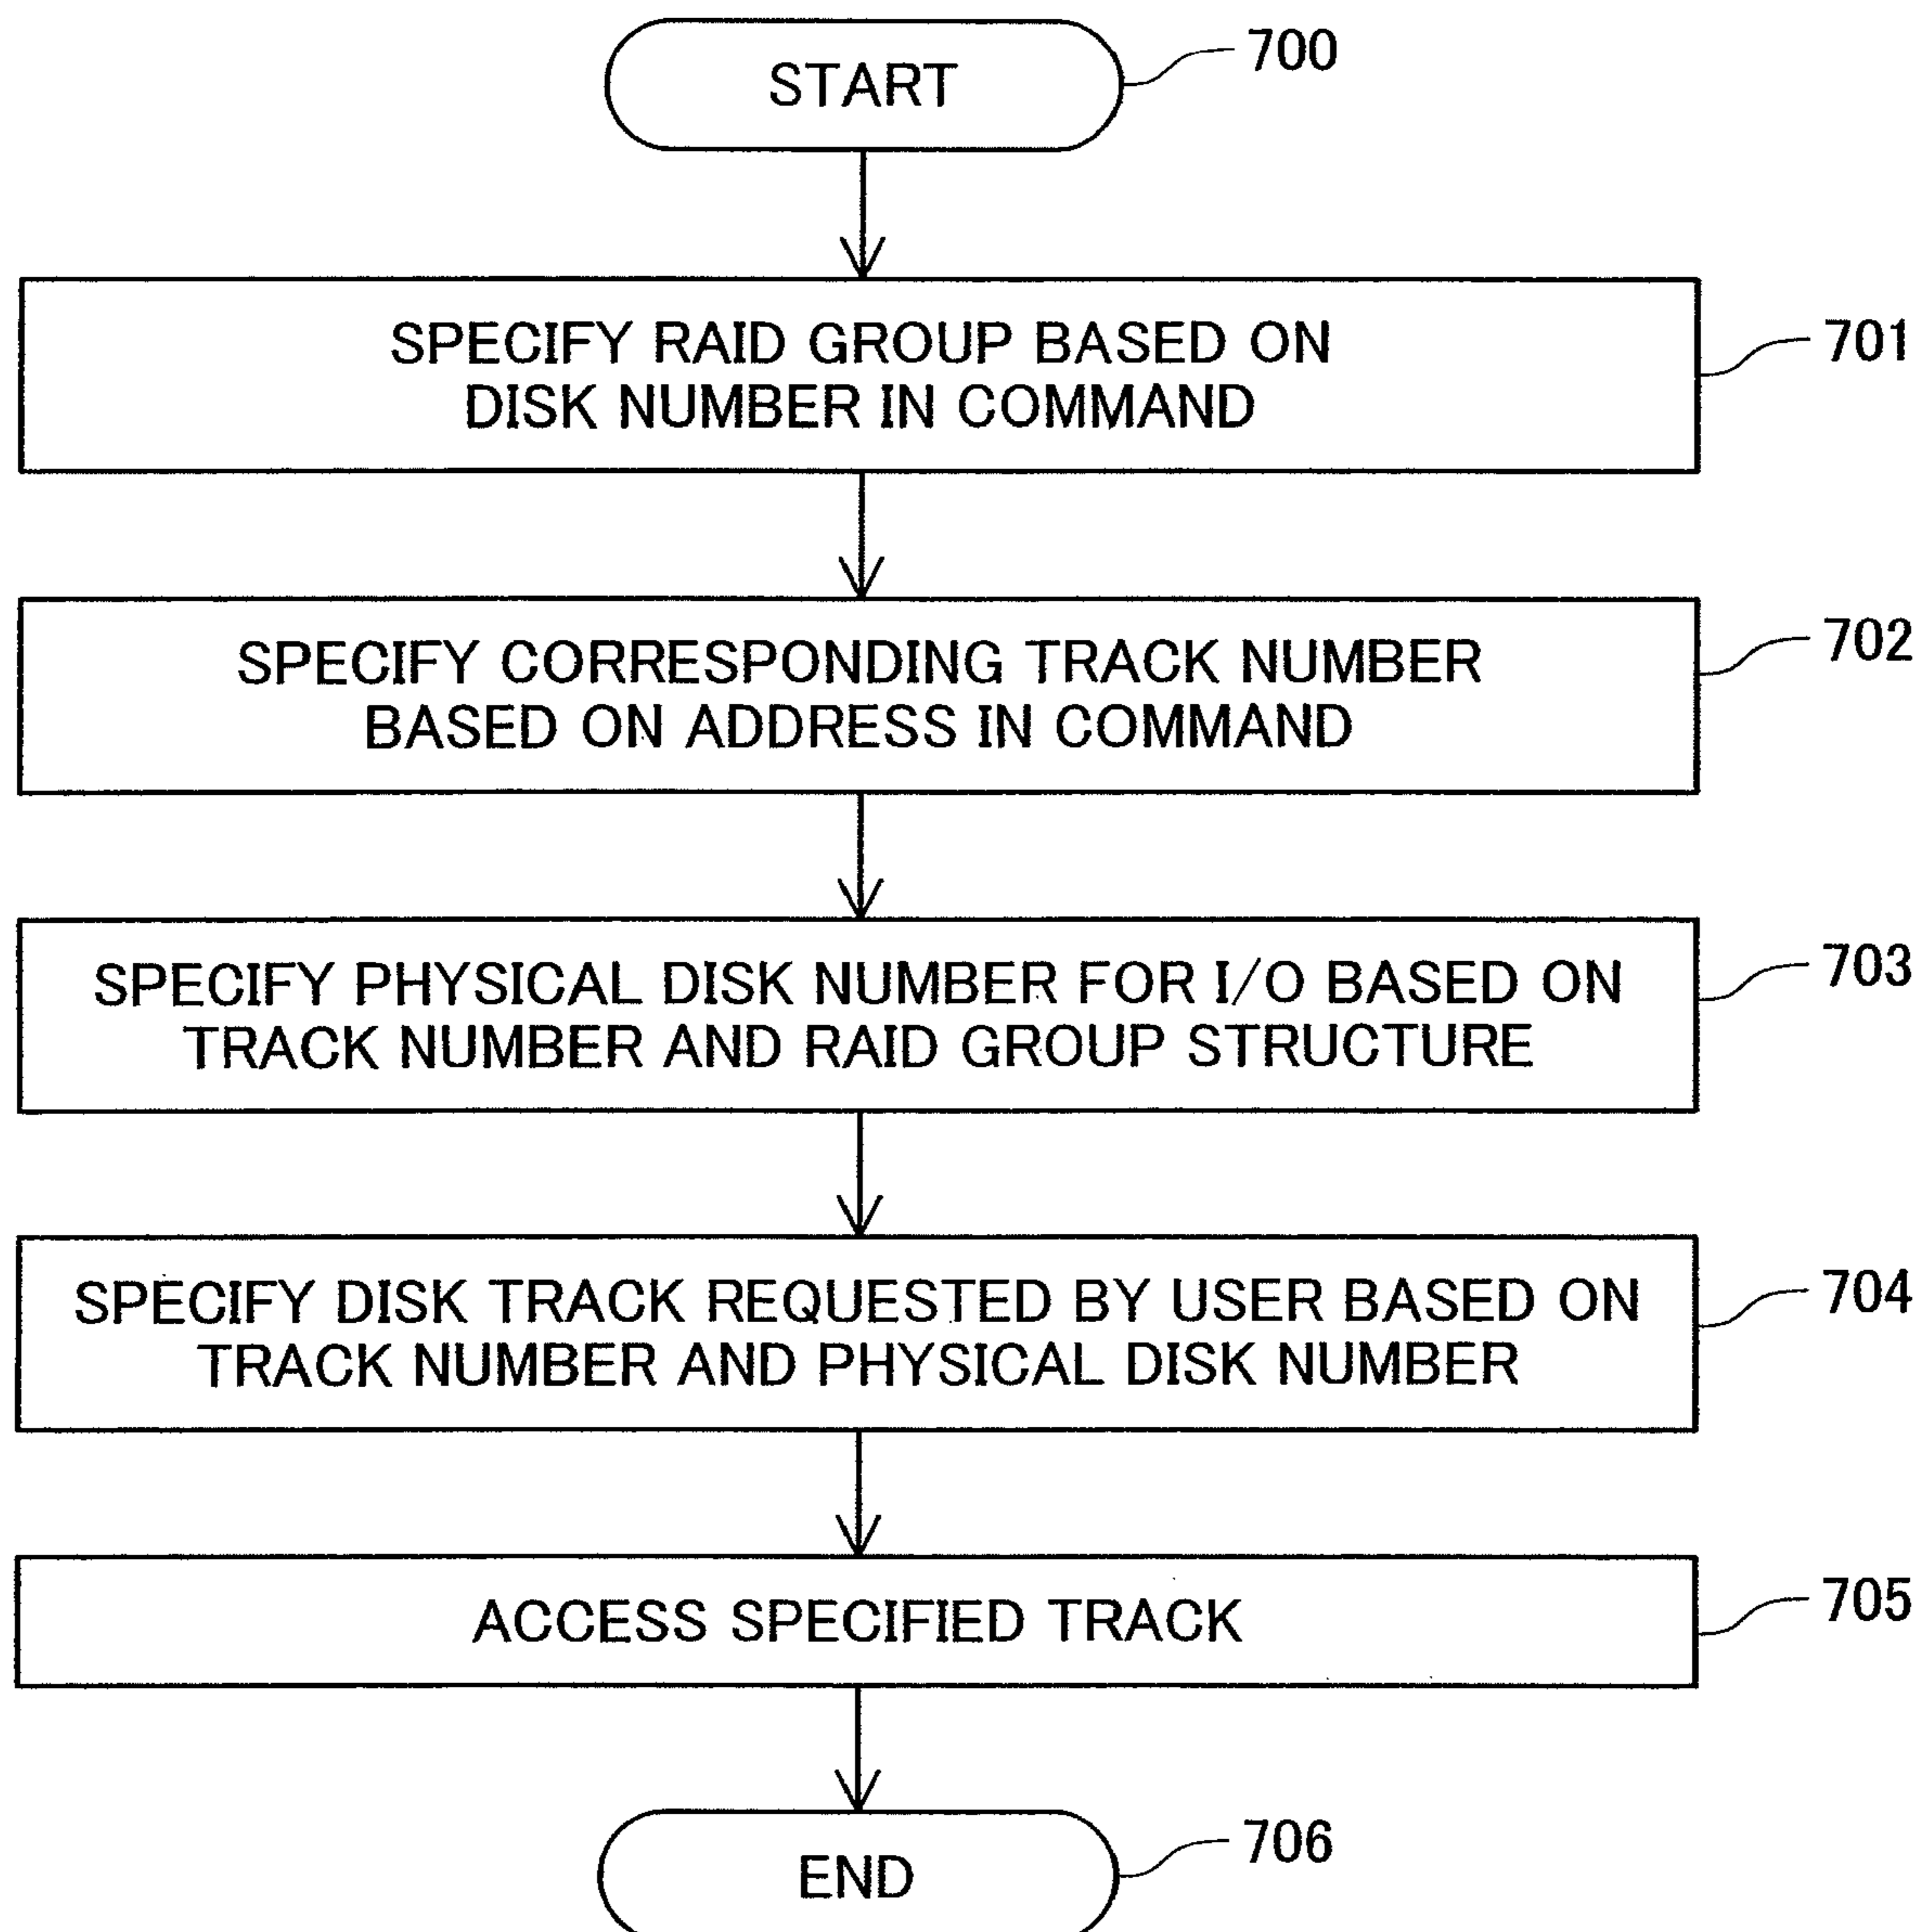 START
700
SPECIFY RAID GROUP BASED ON
DISK NUMBER IN COMMAND
701
SPECIFY CORRESPONDING TRACK NUMBER
BASED ON ADDRESS IN COMMAND
702
SPECIFY PHYSICAL DISK NUMBER FOR I/O BASED ON
TRACK NUMBER AND RAID GROUP STRUCTURE
703
SPECIFY DISK TRACK REQUESTED BY USER BASED ON
TRACK NUMBER AND PHYSICAL DISK NUMBER
704
ACCESS SPECIFIED TRACK
705
END
706